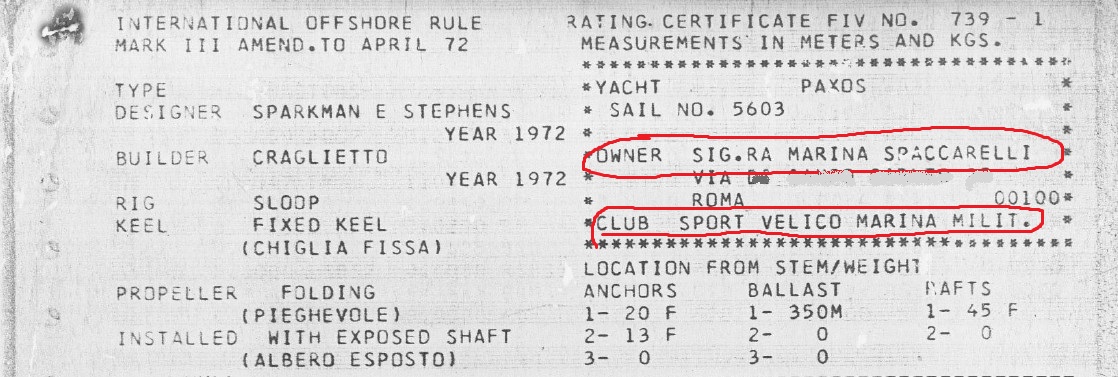 INTERNATIONAL OFFSHORE RULE
MARK III AMEND.TO APRIL 72
RATING. CERTIFICATE FIV NO. 739 - 1
MEASUREMENTS IN METERS AND KGS.
TYPE
DESIGNER SPARKMAN E STEPHENS
YEAR 1972
BUILDER CRAGLIETTO
YEAR 1972
RIG SLOOP
KEEL FIXED KEEL
(CHIGLIA FISSA)
PROPELLER FOLDING
(PIEGHEVOLE)
INSTALLED WITH EXPOSED SHAFT
(ALBERO ESPOSTO)
*************************************
*YACHT PAXOS *
* SAIL NO. 5603 *
* *
*OWNER SIG.RA MARINA SPACCARELLI *
* VIA *
* ROMA 00100*
*CLUB SPORT VELICO MARINA MILIT. *
*************************************
LOCATION FROM STEM/WEIGHT
ANCHORS BALLAST RAFTS
1- 20 F 1- 350M 1- 45 F
2- 13 F 2- 0 2- 0
3- 0 3- 0